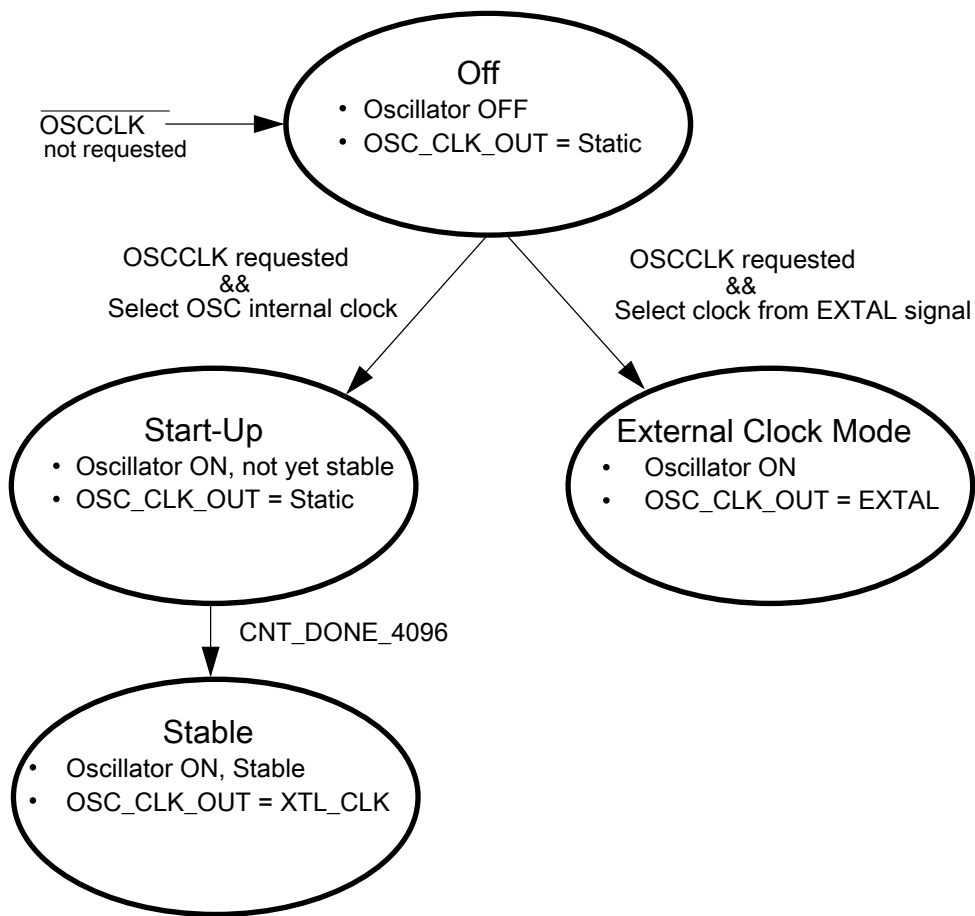 Off
• Oscillator OFF
• OSC_CLK_OUT = Static
OSCCLK
not requested
OSCCLK requested
&&
Select OSC internal clock
OSCCLK requested
&&
Select clock from EXTAL signal
Start-Up
• Oscillator ON, not yet stable
• OSC_CLK_OUT = Static
External Clock Mode
• Oscillator ON
• OSC_CLK_OUT = EXTAL
CNT_DONE_4096
Stable
• Oscillator ON, Stable
• OSC_CLK_OUT = XTL_CLK